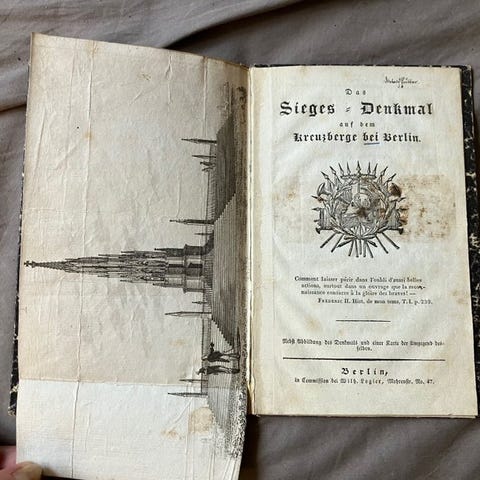 Das
Sieges-Denkmal
auf dem
Kreuzberge bei Berlin.
Comment laisser périr dans l'oubli d'aussi belles
actions, surtout dans un ouvrage que la recon-
naissance consacre à la gloire des braves! —
FREDERIC II. Hist. de mon tems. T. I. p. 239.
Nebst Abbildung des Denkmals und einer Karte der Umgegend des-
selben.
Berlin,
in Commission bei Wilh. Logier, Mohrenstr. No. 47.